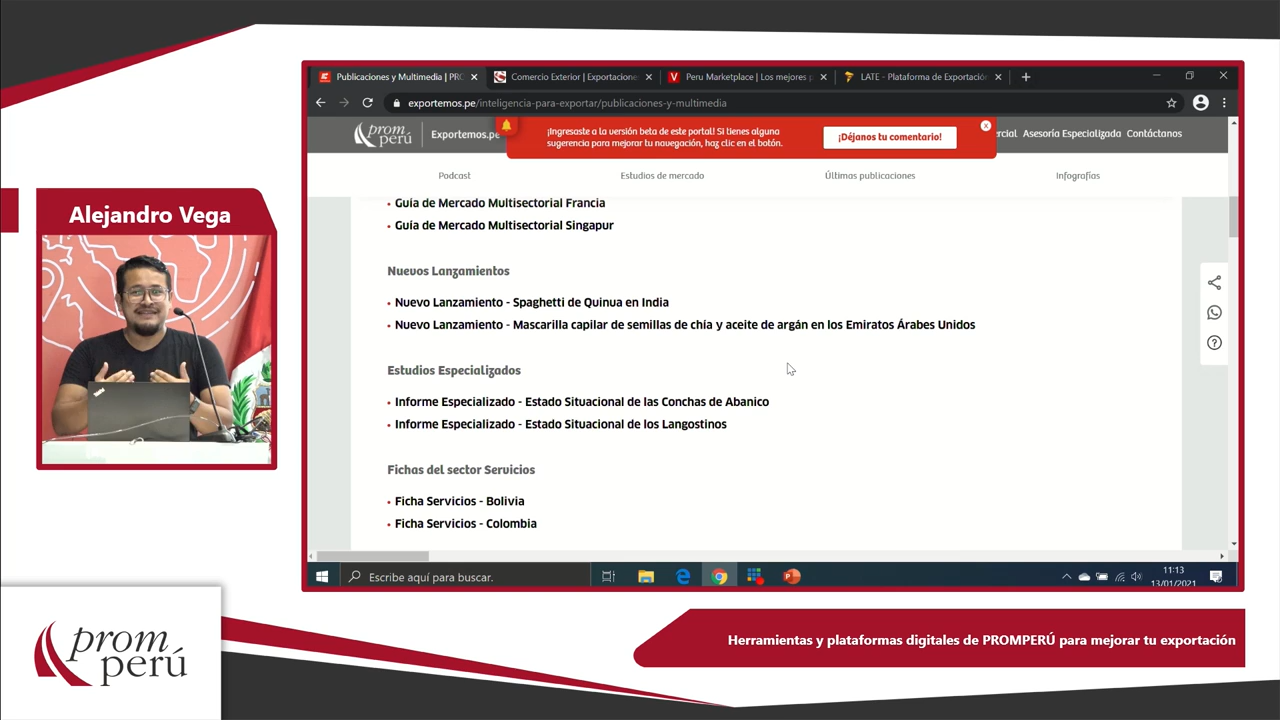 Publicaciones y Multimedia | PRO
Comercio Exterior | Exportacione
Peru Marketplace | Los mejores p
LATE - Plataforma de Exportació
exportemos.pe/inteligencia-para-exportar/publicaciones-y-multimedia
prom
perú
Exportemos.pe
¡Ingresaste a la versión beta de este portal! Si tienes alguna
sugerencia para mejorar tu navegación, haz clic en el botón.
¡Déjanos tu comentario!
rcial Asesoría Especializada Contáctanos
Podcast Estudios de mercado Últimas publicaciones Infografías
• Guía de Mercado Multisectorial Francia
• Guía de Mercado Multisectorial Singapur
Nuevos Lanzamientos
• Nuevo Lanzamiento - Spaghetti de Quinua en India
• Nuevo Lanzamiento - Mascarilla capilar de semillas de chía y aceite de argán en los Emiratos Árabes Unidos
Estudios Especializados
• Informe Especializado - Estado Situacional de las Conchas de Abanico
• Informe Especializado - Estado Situacional de los Langostinos
Fichas del sector Servicios
• Ficha Servicios - Bolivia
• Ficha Servicios - Colombia
Escribe aquí para buscar.
11:13
13/01/2021
Alejandro Vega
prom
perú
Herramientas y plataformas digitales de PROMPERÚ para mejorar tu exportación